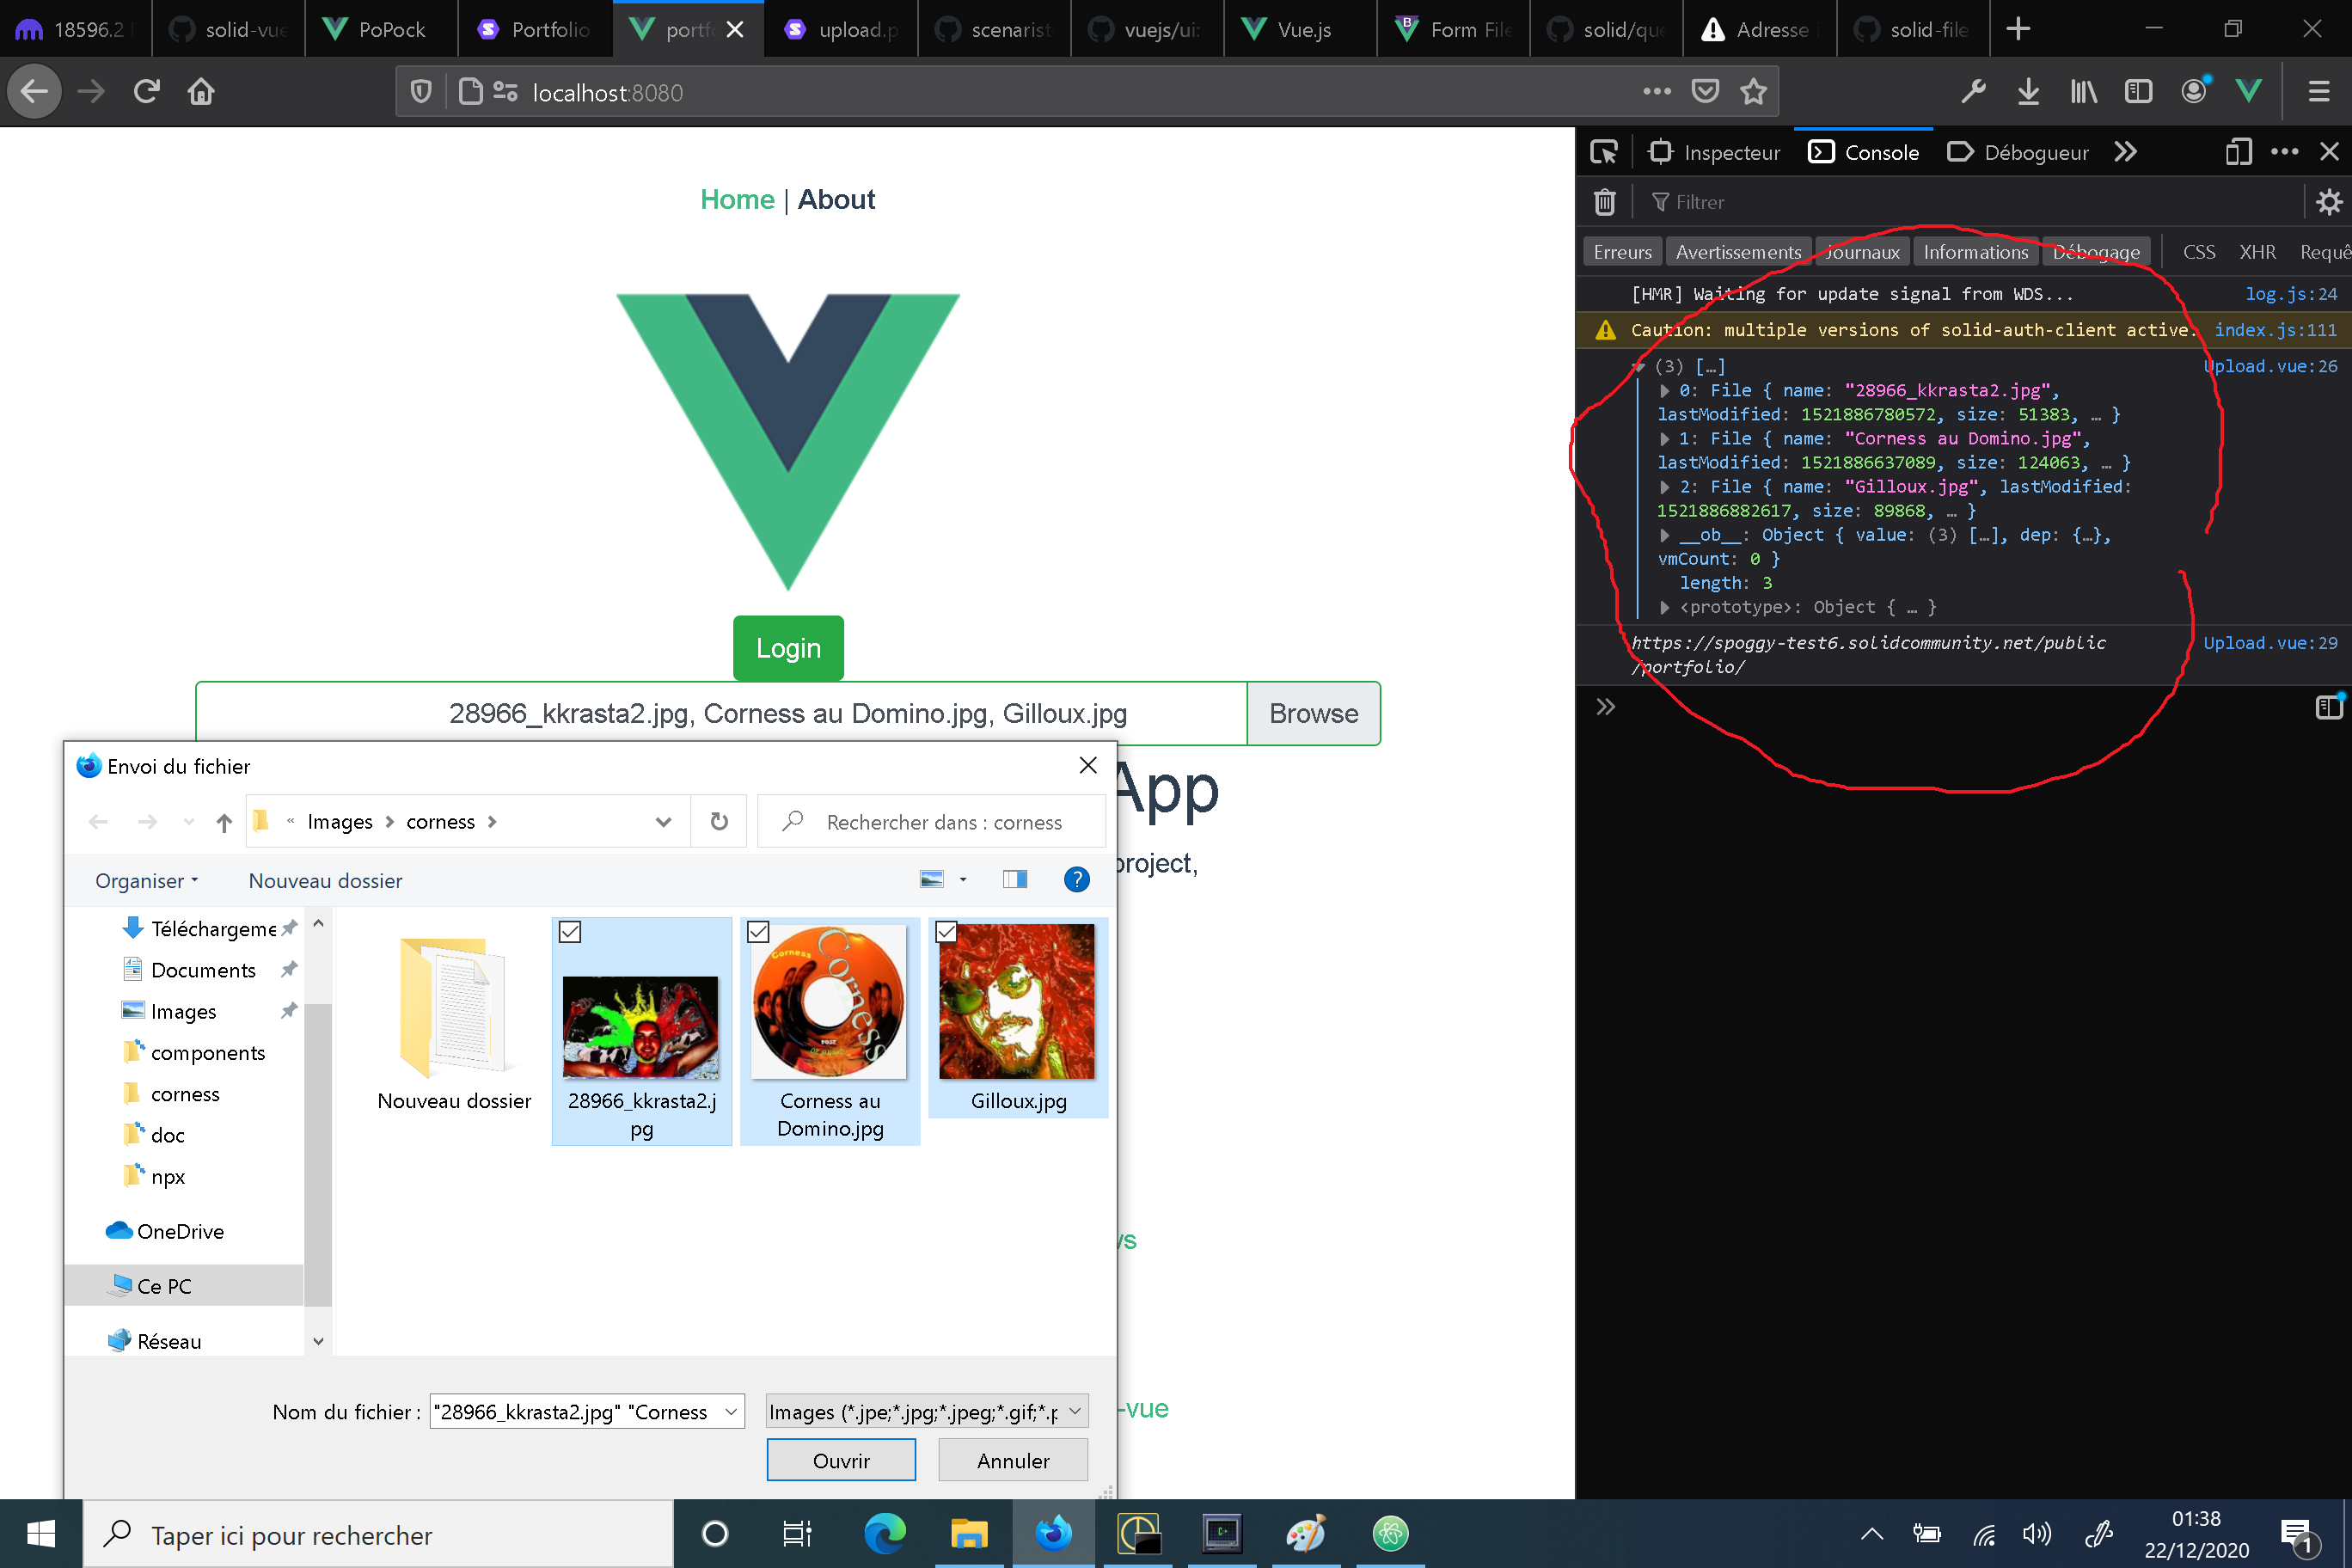 18596.2
solid-vue
PoPock
Portfolio
portfo
upload.p
scenarist
vuejs/ui:
Vue.js
Form File
solid/que
Adresse
solid-file
localhost:8080
Home | About
Login
28966_kkrasta2.jpg, Corness au Domino.jpg, Gilloux.jpg
Browse
App
project,
ws
-vue
Envoi du fichier
« Images > corness >
Rechercher dans : corness
Organiser
Nouveau dossier
Téléchargeme
Documents
Images
components
corness
doc
npx
OneDrive
Ce PC
Réseau
Nouveau dossier
28966_kkrasta2.j
pg
Corness au
Domino.jpg
Gilloux.jpg
Nom du fichier :
"28966_kkrasta2.jpg" "Corness
Images (*.jpe;*.jpg;*.jpeg;*.gif;*.p
Ouvrir
Annuler
Inspecteur
Console
Débogueur
Filtrer
Erreurs
Avertissements
Journaux
Informations
Débogage
CSS
XHR
Requê
[HMR] Waiting for update signal from WDS...
log.js:24
Caution: multiple versions of solid-auth-client active.
index.js:111
(3) […]
Upload.vue:26
0: File { name: "28966_kkrasta2.jpg",
lastModified: 1521886780572, size: 51383, … }
1: File { name: "Corness au Domino.jpg",
lastModified: 1521886637089, size: 124063, … }
2: File { name: "Gilloux.jpg", lastModified:
1521886882617, size: 89868, … }
__ob__: Object { value: (3) […], dep: {…},
vmCount: 0 }
length: 3
<prototype>: Object { … }
https://spoggy-test6.solidcommunity.net/public
/portfolio/
Upload.vue:29
Taper ici pour rechercher
01:38
22/12/2020
1